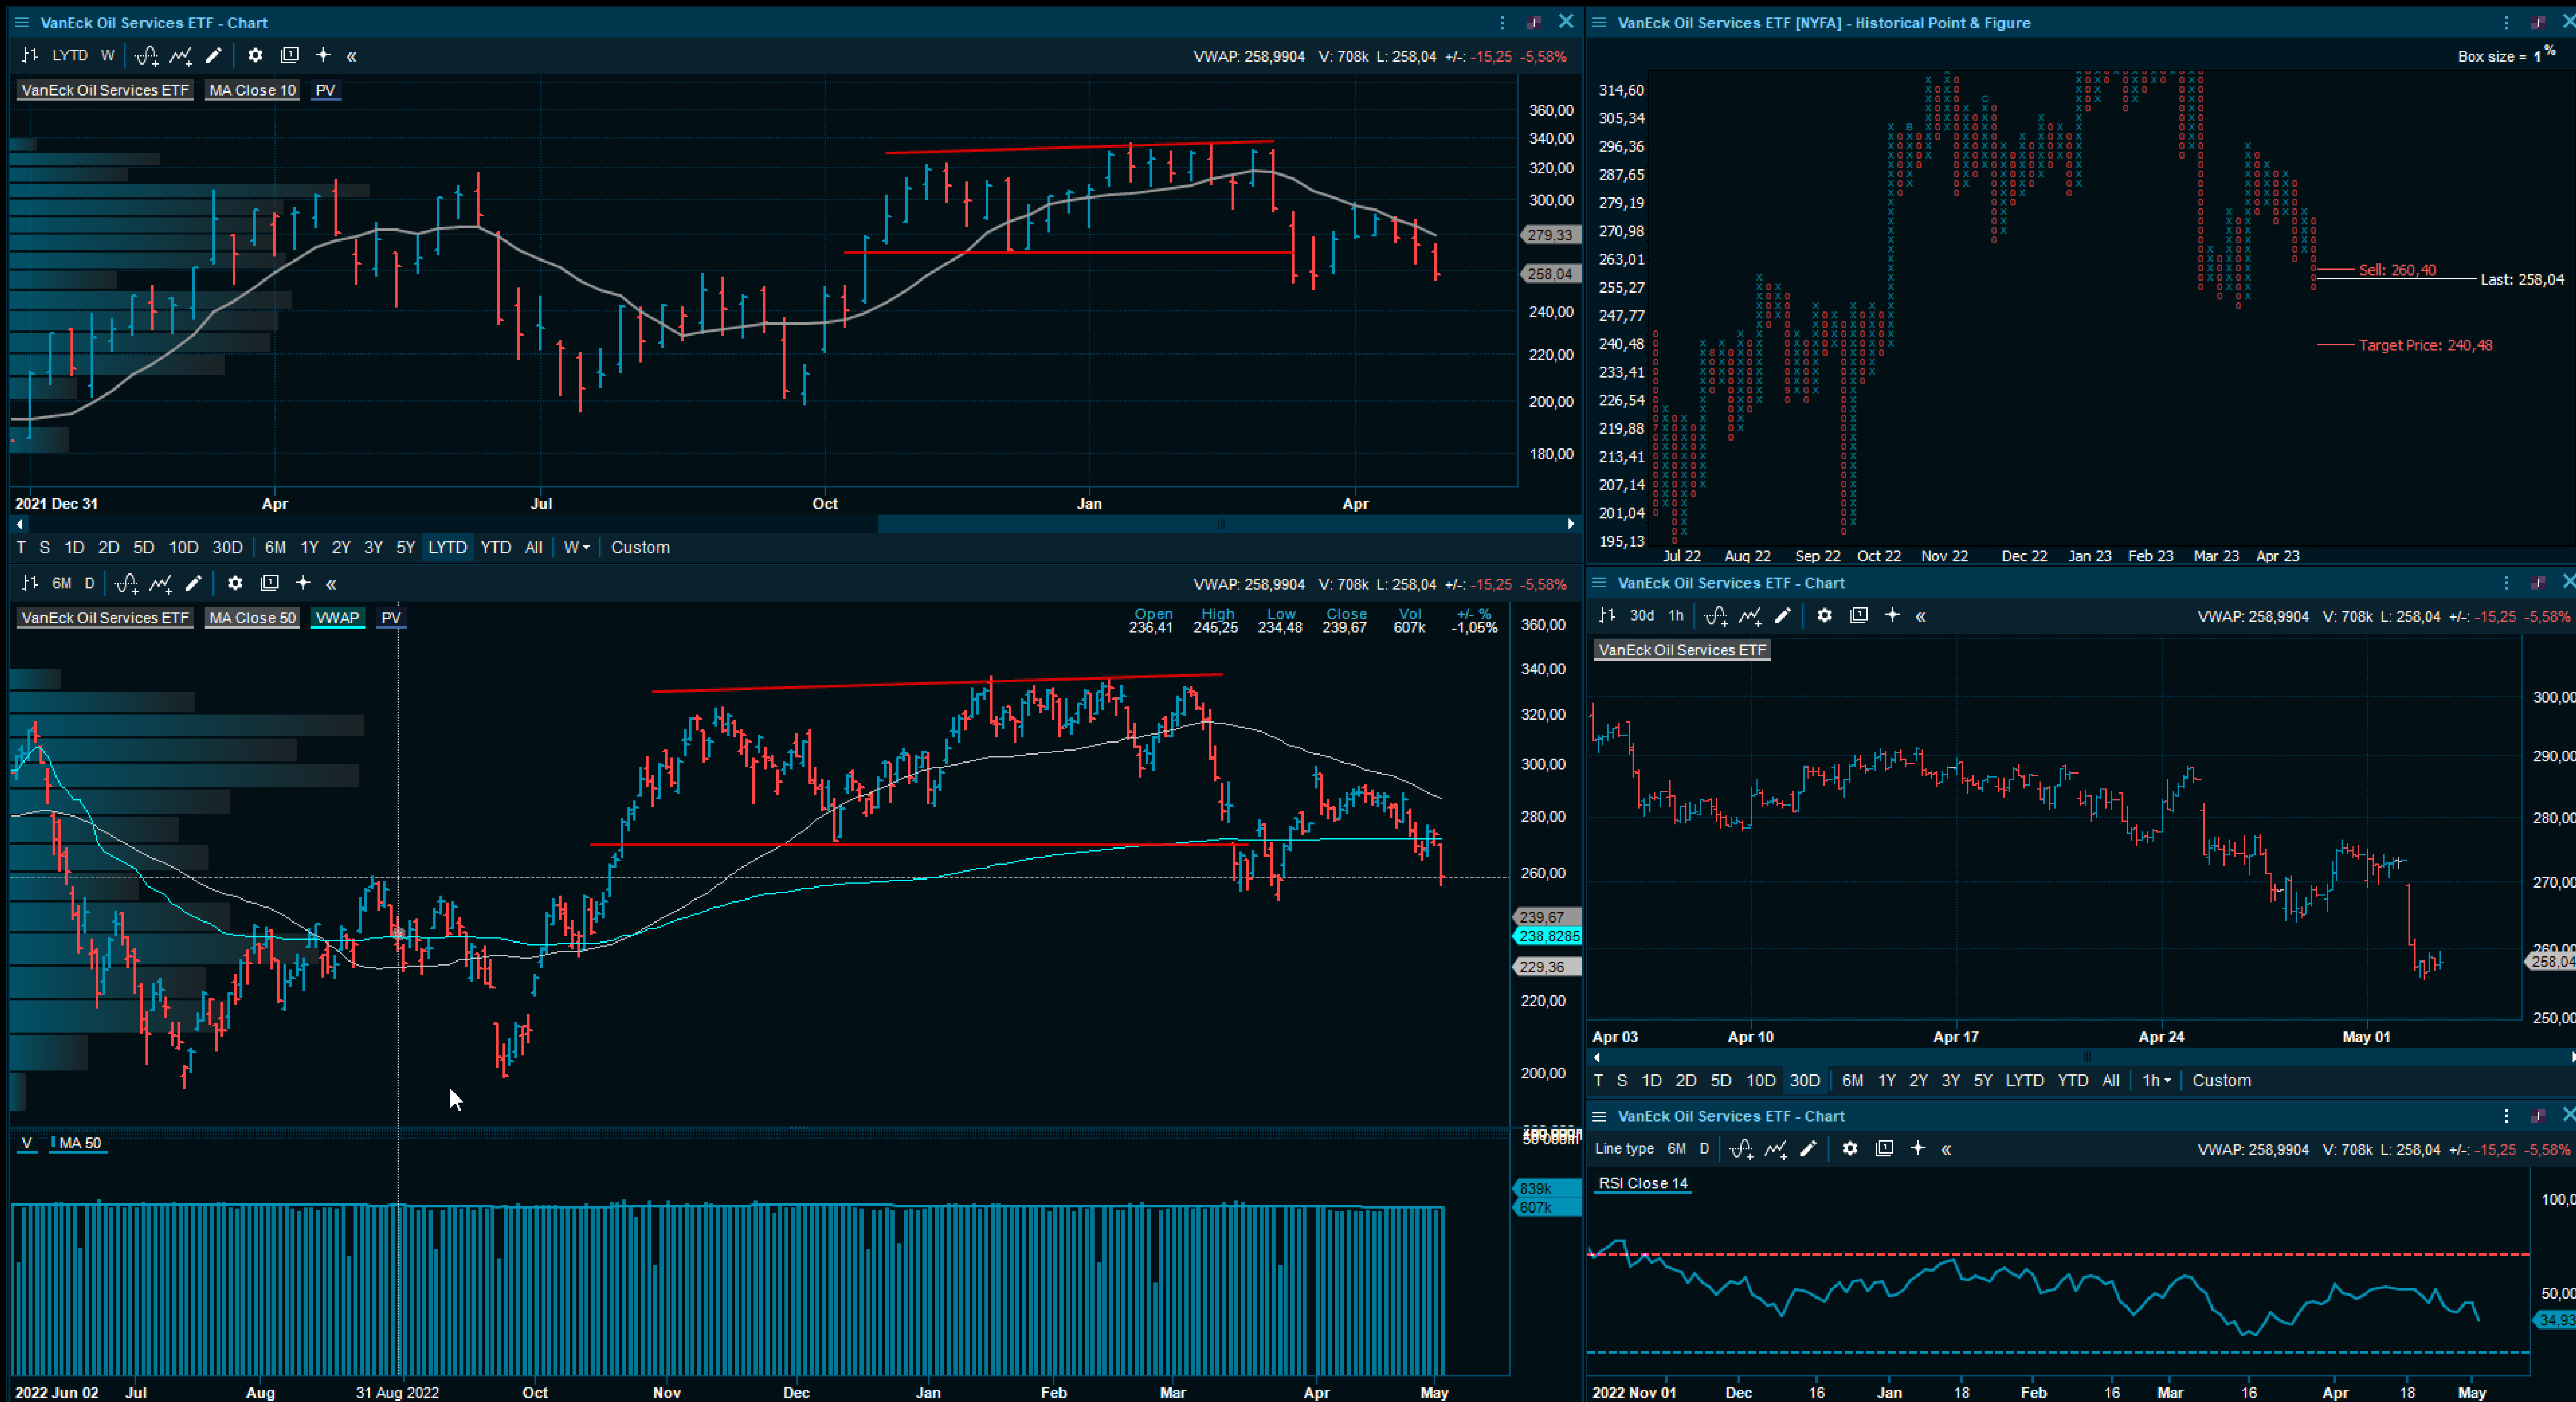 VanEck Oil Services ETF - Chart
LYTD W
VWAP: 258,9904 V: 708k L: 258,04 +/-: -15,25 -5,58%
VanEck Oil Services ETF MA Close 10 PV
360,00
340,00
320,00
300,00
279,33
258,04
240,00
220,00
200,00
180,00
2021 Dec 31 Apr Jul Oct Jan Apr
T S 1D 2D 5D 10D 30D 6M 1Y 2Y 3Y 5Y LYTD YTD All W Custom
6M D
VWAP: 258,9904 V: 708k L: 258,04 +/-: -15,25 -5,58%
VanEck Oil Services ETF MA Close 50 VWAP PV
Open High Low Close Vol +/- %
236,41 245,25 234,48 239,67 607k -1,05%
360,00
340,00
320,00
300,00
280,00
260,00
239,67
238,8285
229,36
220,00
200,00
V MA 50
839k
607k
2022 Jun 02 Jul Aug 31 Aug 2022 Oct Nov Dec Jan Feb Mar Apr May
VanEck Oil Services ETF [NYFA] - Historical Point & Figure
Box size = 1 %
314,60
305,34
296,36
287,65
279,19
270,98
263,01
255,27
247,77
240,48
233,41
226,54
219,88
213,41
207,14
201,04
195,13
Sell: 260,40
Last: 258,04
Target Price: 240,48
Jul 22 Aug 22 Sep 22 Oct 22 Nov 22 Dec 22 Jan 23 Feb 23 Mar 23 Apr 23
VanEck Oil Services ETF - Chart
30d 1h
VWAP: 258,9904 V: 708k L: 258,04 +/-: -15,25 -5,58%
VanEck Oil Services ETF
300,00
290,00
280,00
270,00
260,00
258,04
250,00
Apr 03 Apr 10 Apr 17 Apr 24 May 01
T S 1D 2D 5D 10D 30D 6M 1Y 2Y 3Y 5Y LYTD YTD All 1h Custom
VanEck Oil Services ETF - Chart
Line type 6M D
VWAP: 258,9904 V: 708k L: 258,04 +/-: -15,25 -5,58%
RSI Close 14
100,0
50,00
34,93
2022 Nov 01 Dec 16 Jan 18 Feb 16 Mar 16 Apr 18 May